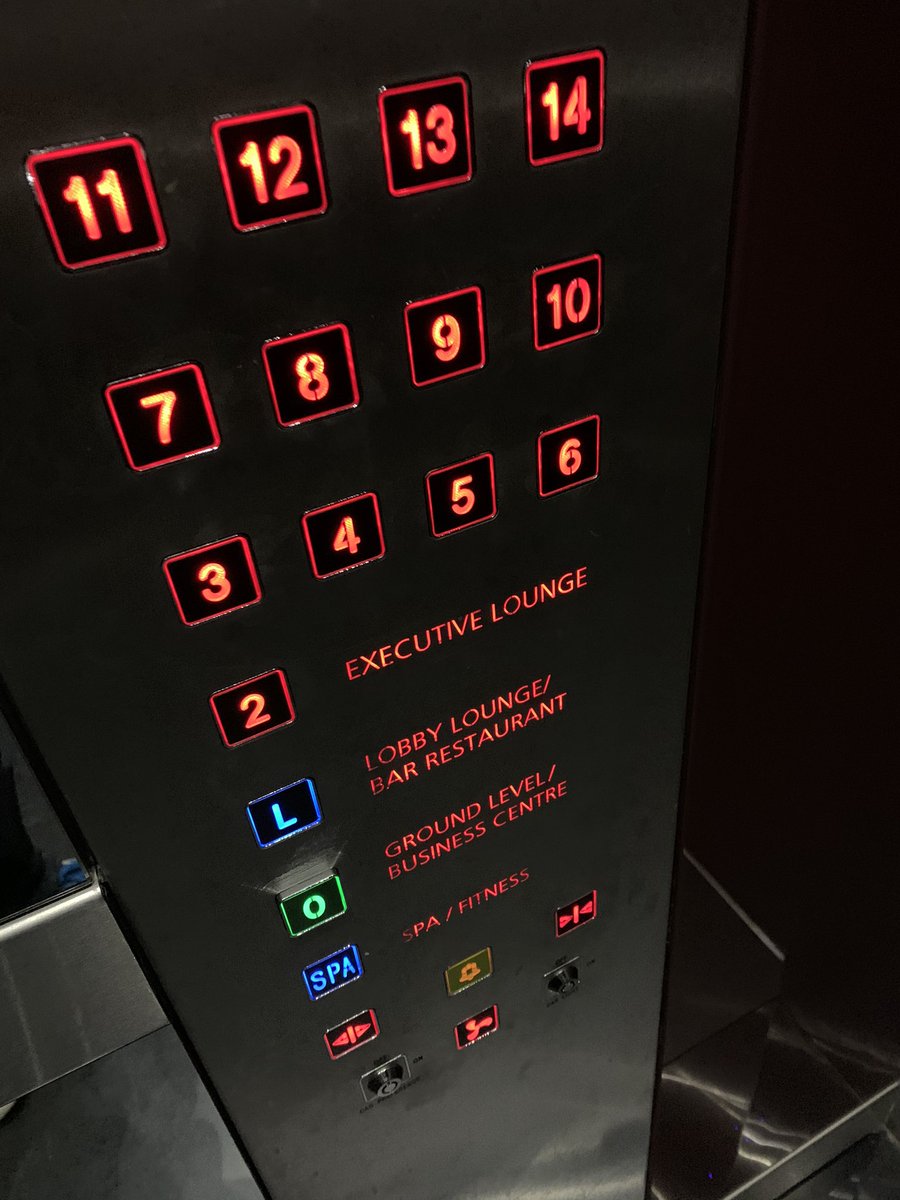 11 12 13 14
7 8 9 10
3 4 5 6
EXECUTIVE LOUNGE
2
LOBBY LOUNGE/
BAR RESTAURANT
L
GROUND LEVEL/
BUSINESS CENTRE
0
SPA / FITNESS
SPA
ON